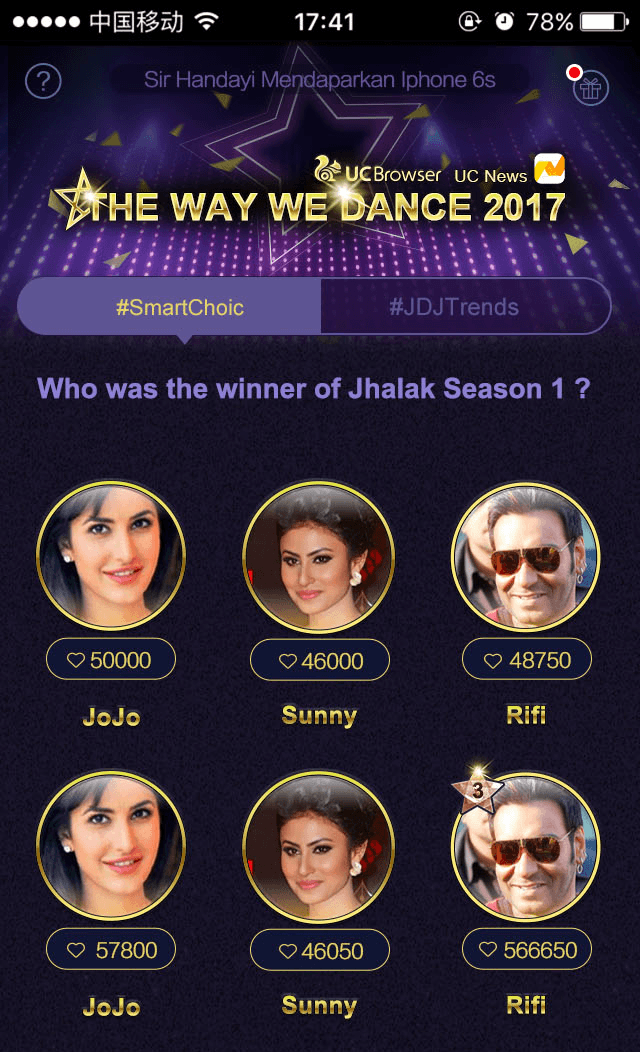 中国移动 17:41 78%
? Sir Handayi Mendaparkan Iphone 6s
UCBrowser UC News
THE WAY WE DANCE 2017
#SmartChoic #JDJTrends
Who was the winner of Jhalak Season 1 ?
50000 46000 48750
JoJo Sunny Rifi
3
57800 46050 566650
JoJo Sunny Rifi